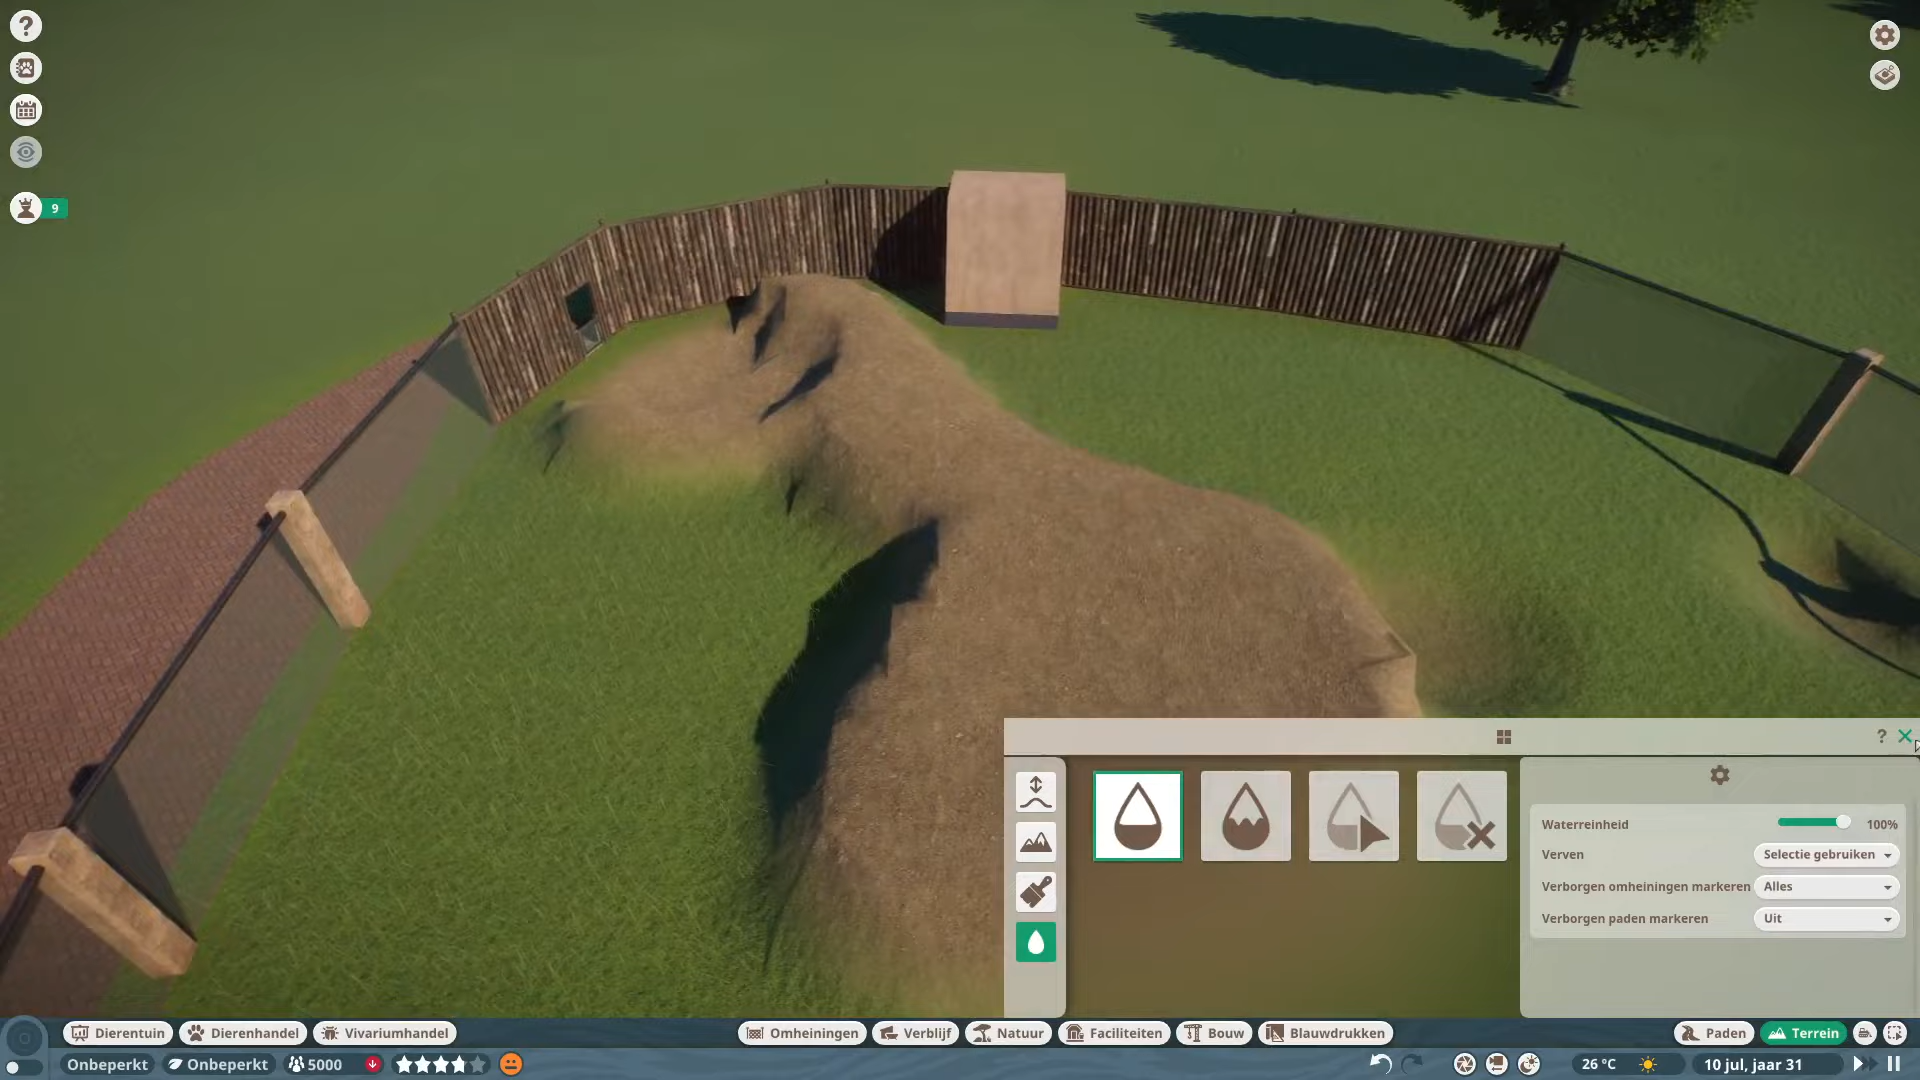 ?
9
?
Waterreinheid 100%
Verven Selectie gebruiken
Verborgen omheiningen markeren Alles
Verborgen paden markeren Uit
Dierentuin Dierenhandel Vivariumhandel Omheiningen Verblijf Natuur Faciliteiten Bouw Blauwdrukken Paden Terrein
Onbeperkt Onbeperkt 5000 26 °C 10 jul, jaar 31